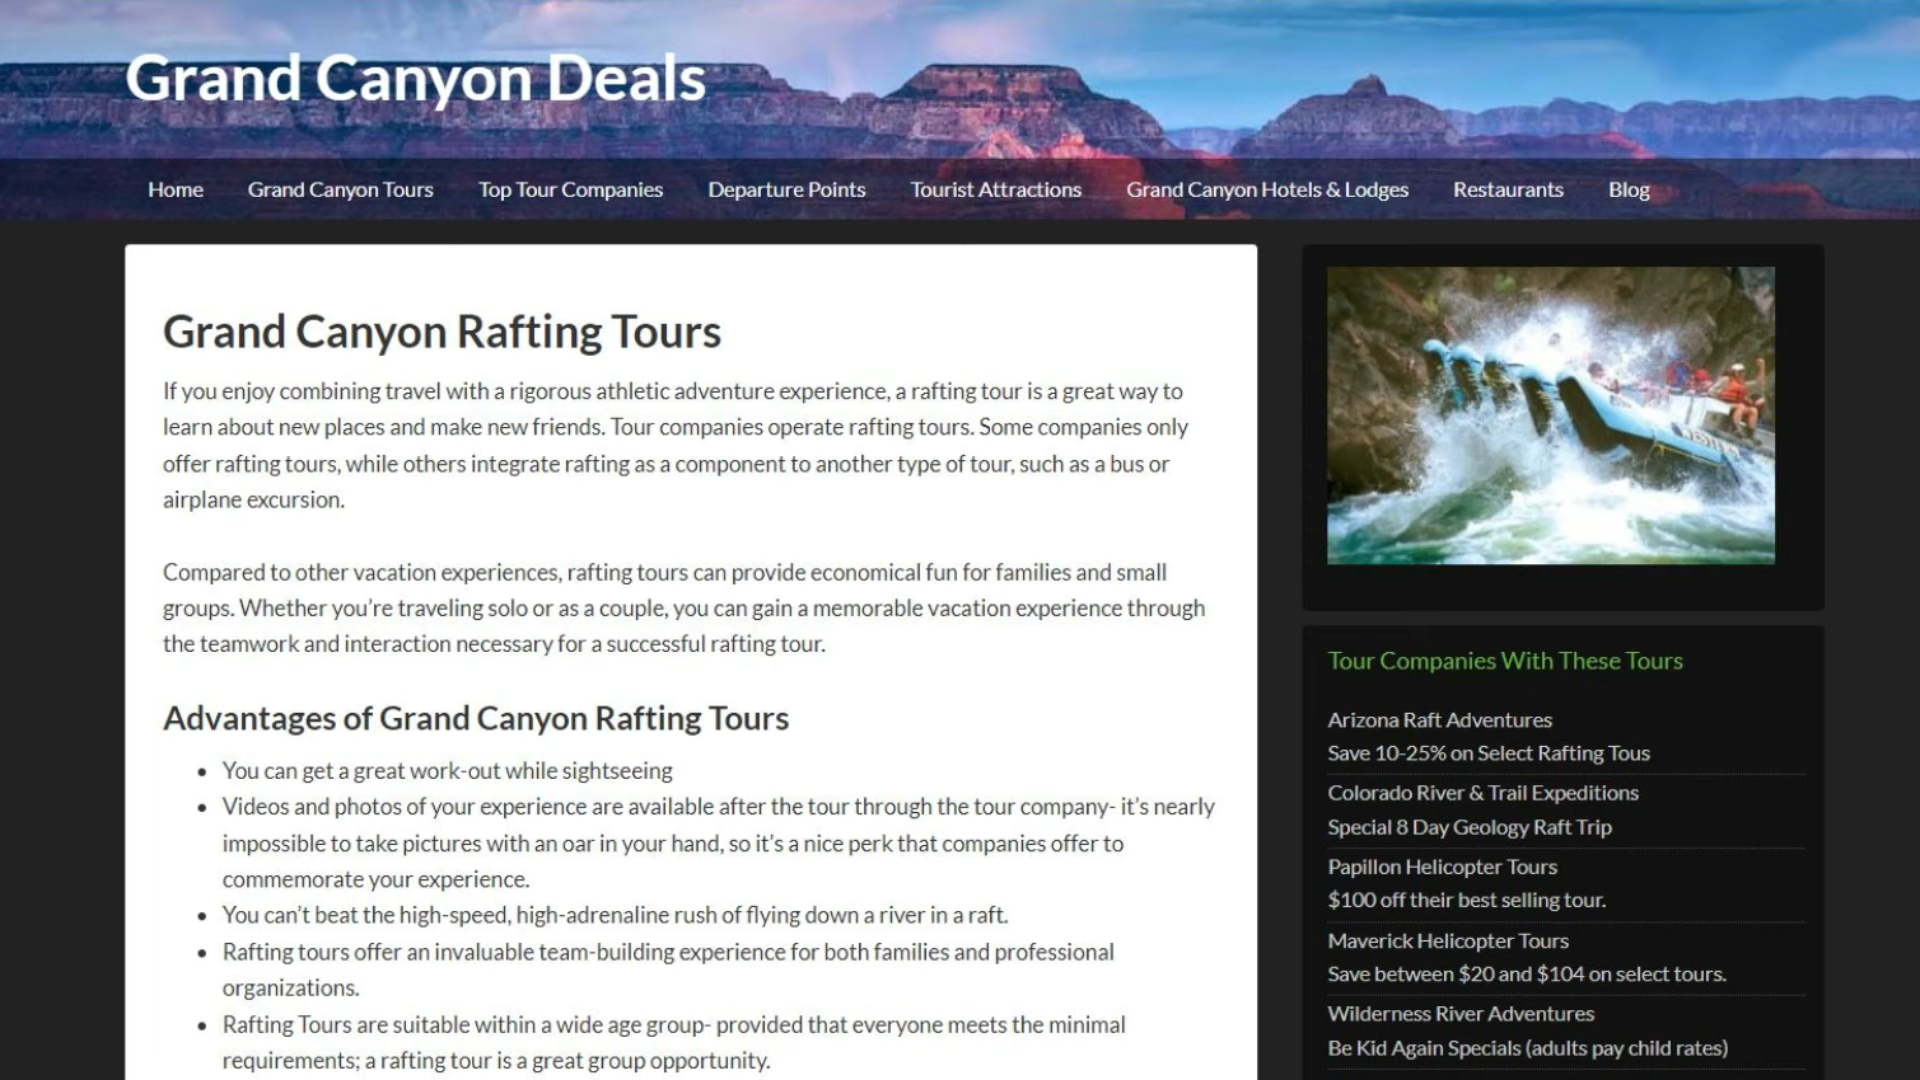 Grand Canyon Deals
Home Grand Canyon Tours Top Tour Companies Departure Points Tourist Attractions Grand Canyon Hotels & Lodges Restaurants Blog
Grand Canyon Rafting Tours
If you enjoy combining travel with a rigorous athletic adventure experience, a rafting tour is a great way to
learn about new places and make new friends. Tour companies operate rafting tours. Some companies only
offer rafting tours, while others integrate rafting as a component to another type of tour, such as a bus or
airplane excursion.
Compared to other vacation experiences, rafting tours can provide economical fun for families and small
groups. Whether you’re traveling solo or as a couple, you can gain a memorable vacation experience through
the teamwork and interaction necessary for a successful rafting tour.
Advantages of Grand Canyon Rafting Tours
• You can get a great work-out while sightseeing
• Videos and photos of your experience are available after the tour through the tour company- it’s nearly
impossible to take pictures with an oar in your hand, so it’s a nice perk that companies offer to
commemorate your experience.
• You can’t beat the high-speed, high-adrenaline rush of flying down a river in a raft.
• Rafting tours offer an invaluable team-building experience for both families and professional
organizations.
• Rafting Tours are suitable within a wide age group- provided that everyone meets the minimal
requirements; a rafting tour is a great group opportunity.
Tour Companies With These Tours
Arizona Raft Adventures
Save 10-25% on Select Rafting Tous
Colorado River & Trail Expeditions
Special 8 Day Geology Raft Trip
Papillon Helicopter Tours
$100 off their best selling tour.
Maverick Helicopter Tours
Save between $20 and $104 on select tours.
Wilderness River Adventures
Be Kid Again Specials (adults pay child rates)